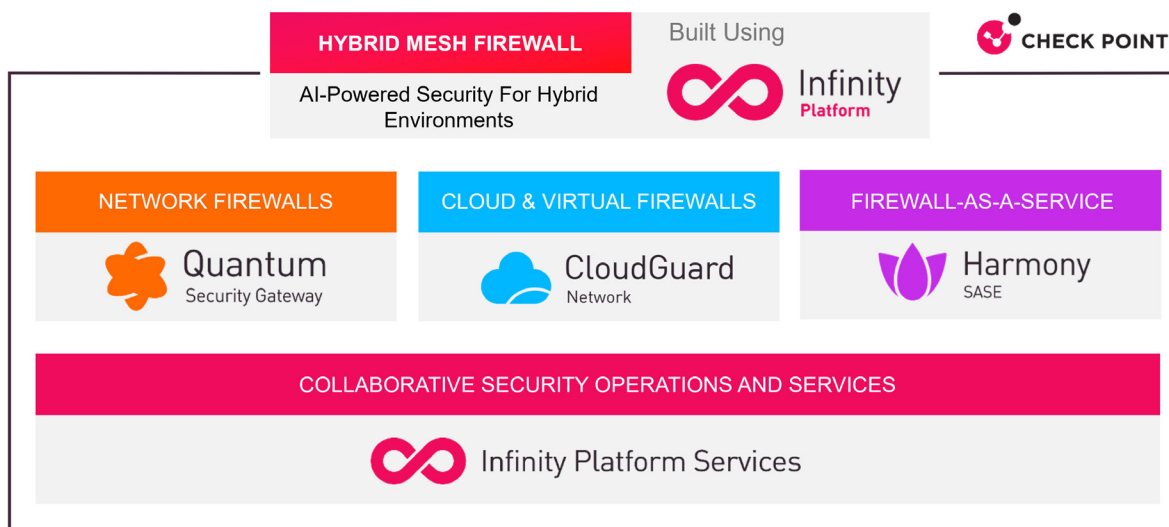 HYBRID MESH FIREWALL
AI-Powered Security For Hybrid
Environments
Built Using
Infinity
Platform
CHECK POINT
NETWORK FIREWALLS
Quantum
Security Gateway
CLOUD & VIRTUAL FIREWALLS
CloudGuard
Network
FIREWALL-AS-A-SERVICE
Harmony
SASE
COLLABORATIVE SECURITY OPERATIONS AND SERVICES
Infinity Platform Services